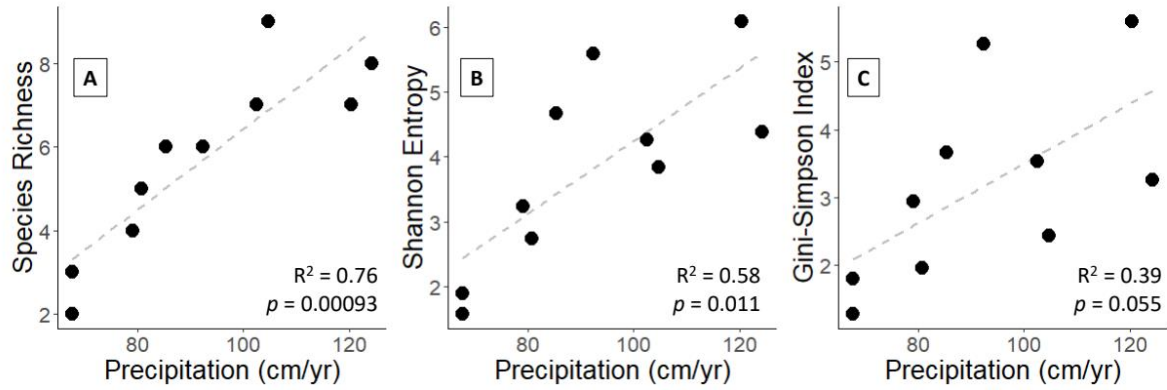 A
Species Richness
8
6
4
2
R² = 0.76
p = 0.00093
80
100
120
Precipitation (cm/yr)
B
Shannon Entropy
6
5
4
3
2
R² = 0.58
p = 0.011
80
100
120
Precipitation (cm/yr)
C
Gini-Simpson Index
5
4
3
2
R² = 0.39
p = 0.055
80
100
120
Precipitation (cm/yr)